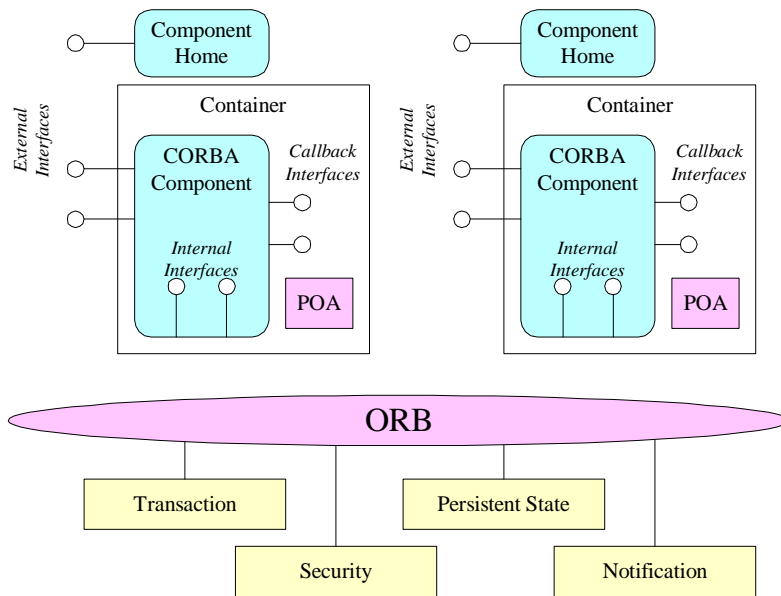 Component
Home
Container
External
Interfaces
CORBA
Component
Callback
Interfaces
Internal
Interfaces
POA
Component
Home
Container
External
Interfaces
CORBA
Component
Callback
Interfaces
Internal
Interfaces
POA
ORB
Transaction
Persistent State
Security
Notification